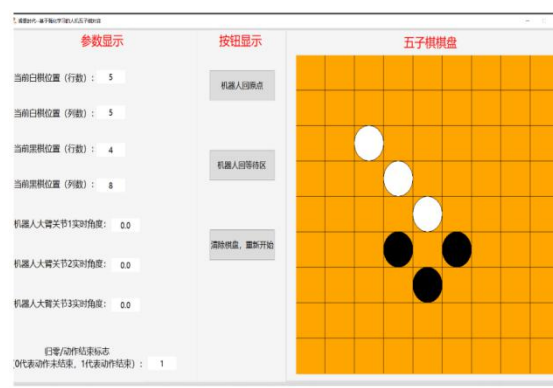 参数显示
当前白棋位置（行数）： 5
当前白棋位置（列数）： 5
当前黑棋位置（行数）： 4
当前黑棋位置（列数）： 8
机器人大臂关节1实时角度： 0.0
机器人大臂关节2实时角度： 0.0
机器人大臂关节3实时角度： 0.0
归零/动作结束标志
(0代表动作未结束，1代表动作结束)： 1
按钮显示
机器人回原点
机器人回等待区
清除棋盘，重新开始
五子棋棋盘